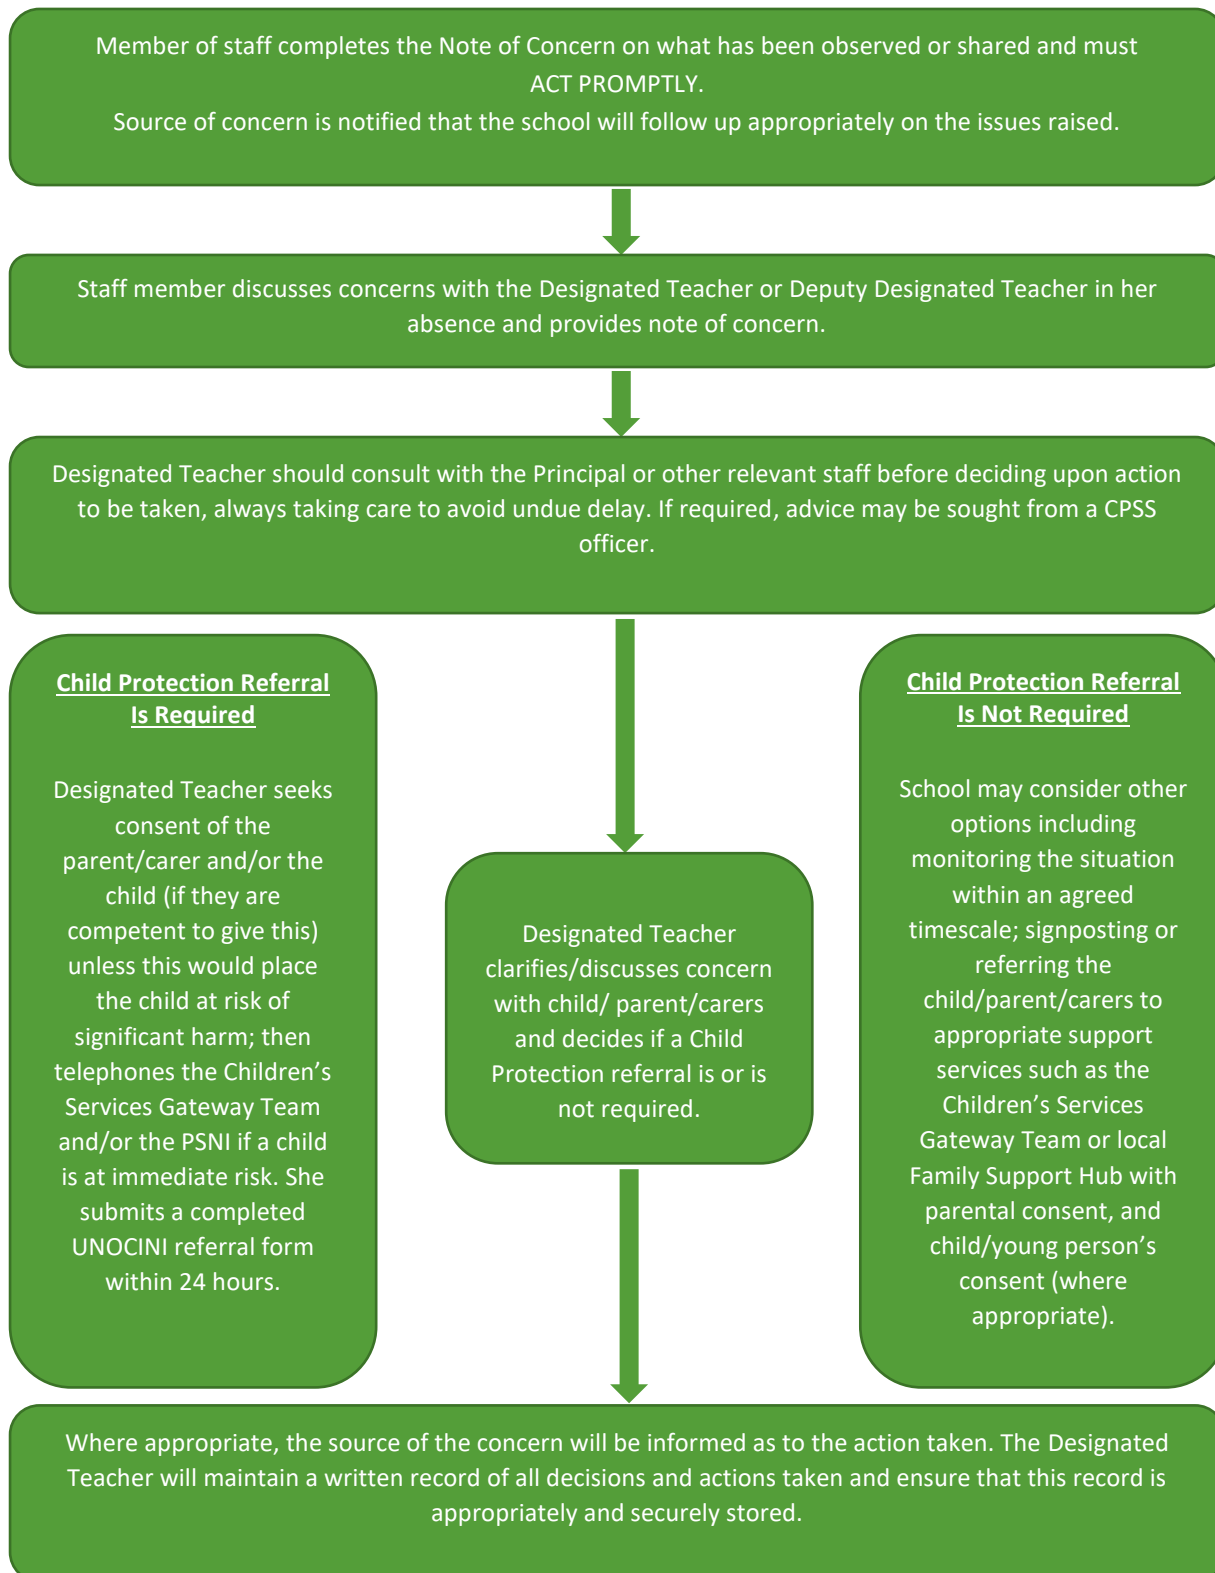 Member of staff completes the Note of Concern on what has been observed or shared and must
ACT PROMPTLY.
Source of concern is notified that the school will follow up appropriately on the issues raised.
Staff member discusses concerns with the Designated Teacher or Deputy Designated Teacher in her
absence and provides note of concern.
Designated Teacher should consult with the Principal or other relevant staff before deciding upon action
to be taken, always taking care to avoid undue delay. If required, advice may be sought from a CPSS
officer.
Child Protection Referral
Is Required
Designated Teacher seeks
consent of the
parent/carer and/or the
child (if they are
competent to give this)
unless this would place
the child at risk of
significant harm; then
telephones the Children’s
Services Gateway Team
and/or the PSNI if a child
is at immediate risk. She
submits a completed
UNOCINI referral form
within 24 hours.
Designated Teacher
clarifies/discusses concern
with child/ parent/carers
and decides if a Child
Protection referral is or is
not required.
Child Protection Referral
Is Not Required
School may consider other
options including
monitoring the situation
within an agreed
timescale; signposting or
referring the
child/parent/carers to
appropriate support
services such as the
Children’s Services
Gateway Team or local
Family Support Hub with
parental consent, and
child/young person’s
consent (where
appropriate).
Where appropriate, the source of the concern will be informed as to the action taken. The Designated
Teacher will maintain a written record of all decisions and actions taken and ensure that this record is
appropriately and securely stored.